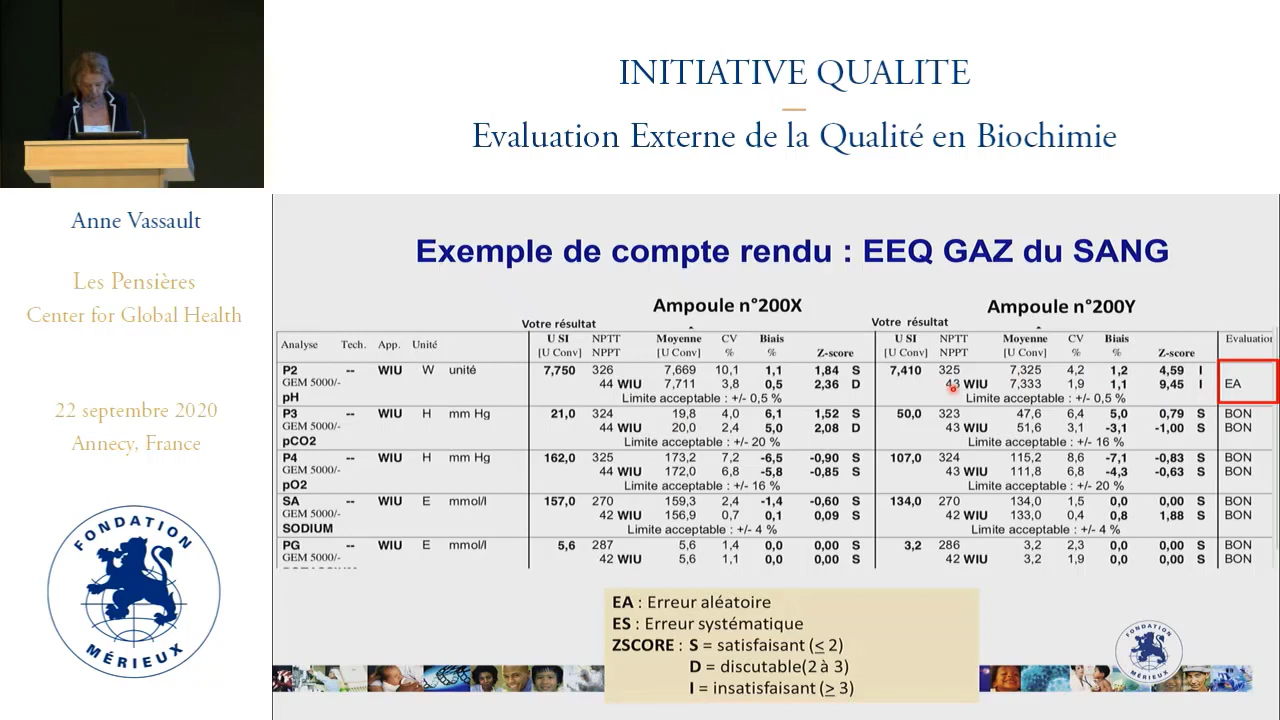 INITIATIVE QUALITE
Evaluation Externe de la Qualité en Biochimie
Anne Vassault
Les Pensières
Center for Global Health
22 septembre 2020
Annecy, France
FONDATION
MÉRIEUX
Exemple de compte rendu : EEQ GAZ du SANG
Ampoule n°200X Ampoule n°200Y
Votre résultat Votre résultat
Analyse Tech. App. Unité U SI NPTT Moyenne CV Biais Z-score U SI NPTT Moyenne CV Biais Z-score Evaluation
[U Conv] NPPT [U Conv] % % [U Conv] NPPT [U Conv] % %
P2 -- WIU W unité 7,750 326 7,669 10,1 1,1 1,84 S 7,410 325 7,325 4,2 1,2 4,59 I
GEM 5000/- 44 WIU 7,711 3,8 0,5 2,36 D 43 WIU 7,333 1,9 1,1 9,45 I EA
pH Limite acceptable : +/- 0,5 % Limite acceptable : +/- 0,5 %
P3 -- WIU H mm Hg 21,0 324 19,8 4,0 6,1 1,52 S 50,0 323 47,6 6,4 5,0 0,79 S BON
GEM 5000/- 44 WIU 20,0 2,4 5,0 2,08 D 43 WIU 51,6 3,1 -3,1 -1,00 S BON
pCO2 Limite acceptable : +/- 20 % Limite acceptable : +/- 16 %
P4 -- WIU H mm Hg 162,0 325 173,2 7,2 -6,5 -0,90 S 107,0 324 115,2 8,6 -7,1 -0,83 S BON
GEM 5000/- 44 WIU 172,0 6,8 -5,8 -0,85 S 43 WIU 111,8 6,8 -4,3 -0,63 S BON
pO2 Limite acceptable : +/- 16 % Limite acceptable : +/- 20 %
SA -- WIU E mmol/l 157,0 270 159,3 2,4 -1,4 -0,60 S 134,0 270 134,0 1,5 0,0 0,00 S BON
GEM 5000/- 42 WIU 156,9 0,7 0,1 0,09 S 42 WIU 133,0 0,4 0,8 1,88 S BON
SODIUM Limite acceptable : +/- 4 % Limite acceptable : +/- 4 %
PG -- WIU E mmol/l 5,6 287 5,6 1,4 0,0 0,00 S 3,2 286 3,2 2,3 0,0 0,00 S BON
GEM 5000/- 42 WIU 5,6 1,1 0,0 0,00 S 42 WIU 3,2 1,9 0,0 0,00 S BON
EA : Erreur aléatoire
ES : Erreur systématique
ZSCORE : S = satisfaisant (≤ 2)
D = discutable(2 à 3)
I = insatisfaisant (≥ 3)